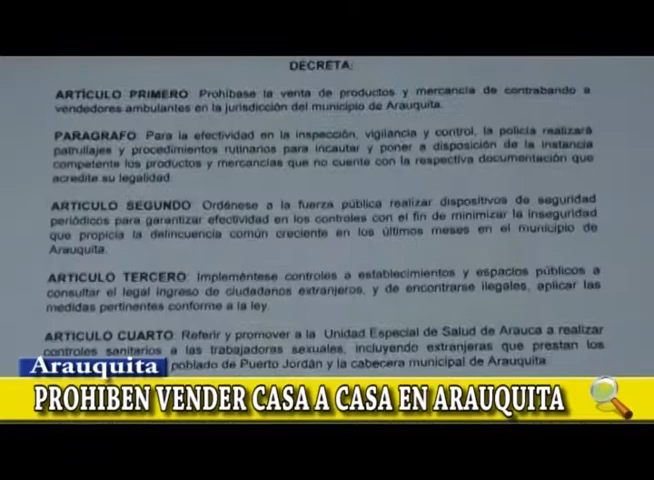 DECRETA:
ARTÍCULO PRIMERO: Prohíbase la venta de productos y mercancía de contrabando a
vendedores ambulantes en la jurisdicción del municipio de Arauquita.
PARAGRAFO: Para la efectividad en la inspección, vigilancia y control, la policía realizará
patrullajes y procedimientos rutinarios para incautar y poner a disposición de la instancia
competente los productos y mercancías que no cuente con la respectiva documentación que
acredite su legalidad.
ARTICULO SEGUNDO: Ordénese a la fuerza pública realizar dispositivos de seguridad
periódicos para garantizar efectividad en los controles con el fin de minimizar la inseguridad
que propicia la delincuencia común creciente en los últimos meses en el municipio de
Arauquita.
ARTICULO TERCERO: Impleméntese controles a establecimientos y espacios públicos a
consultar el legal ingreso de ciudadanos extranjeros, y de encontrarse ilegales, aplicar las
medidas pertinentes conforme a la ley.
ARTICULO CUARTO: Referir y promover a la Unidad Especial de Salud de Arauca a realizar
controles sanitarios a las trabajadoras sexuales, incluyendo extranjeras que prestan los
poblado de Puerto Jordán y la cabecera municipal de Arauquita.
Arauquita
PROHIBEN VENDER CASA A CASA EN ARAUQUITA